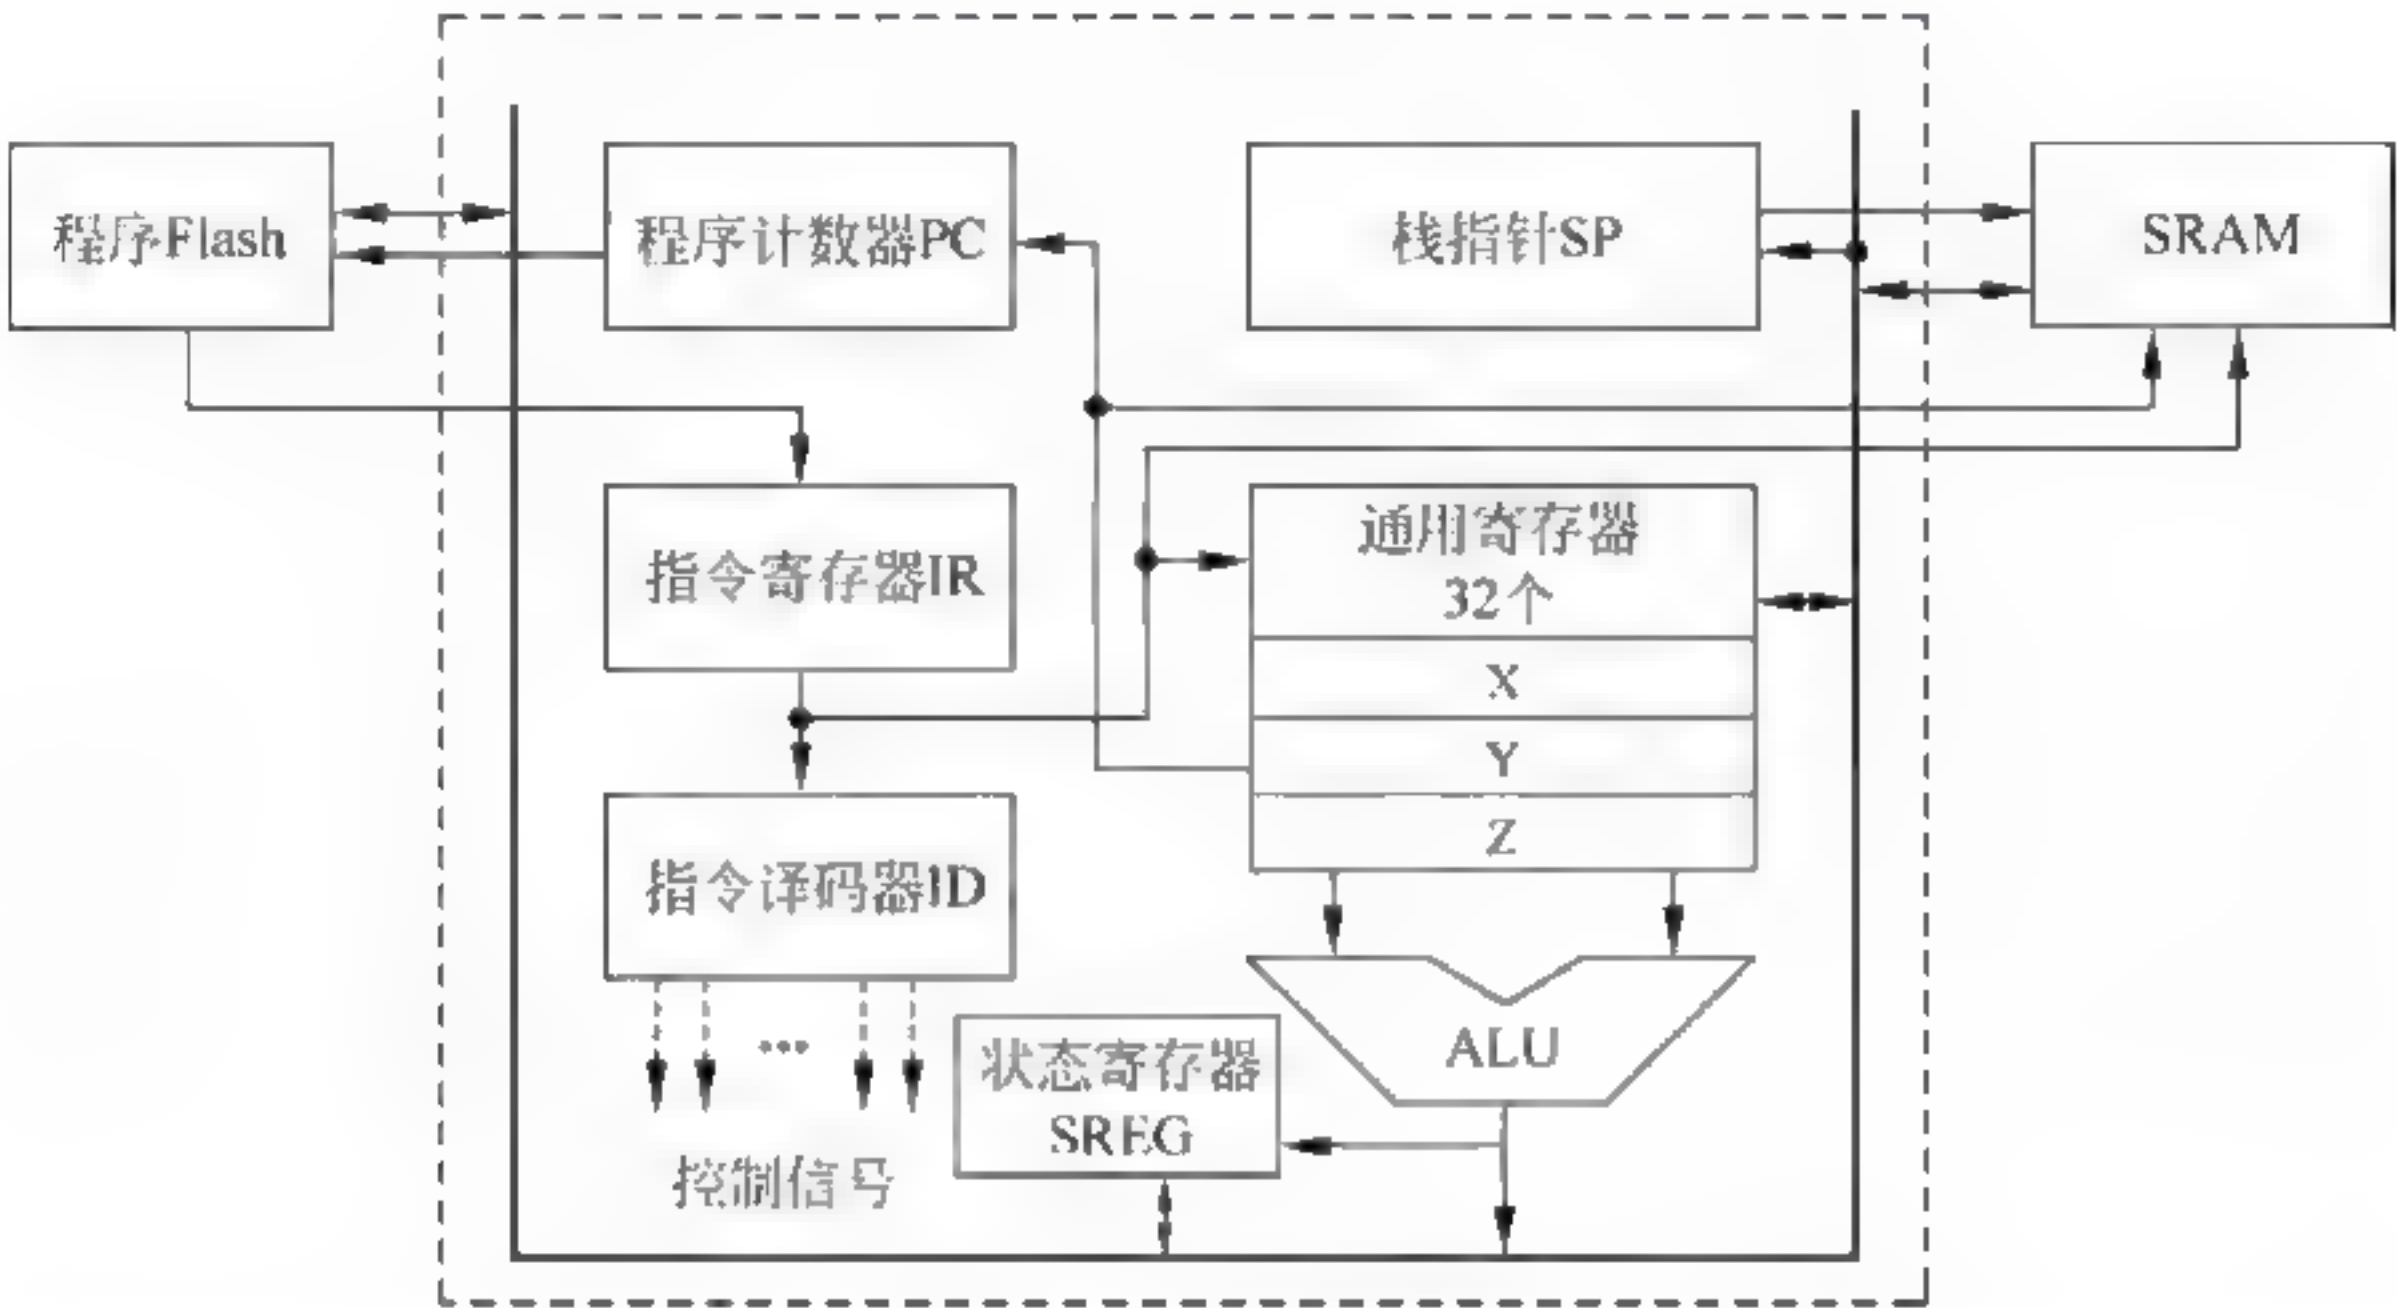 程序Flash
程序计数器PC
栈指针SP
SRAM
指令寄存器IR
通用寄存器
32个
X
Y
Z
指令译码器ID
...
控制信号
状态寄存器
SREG
ALU